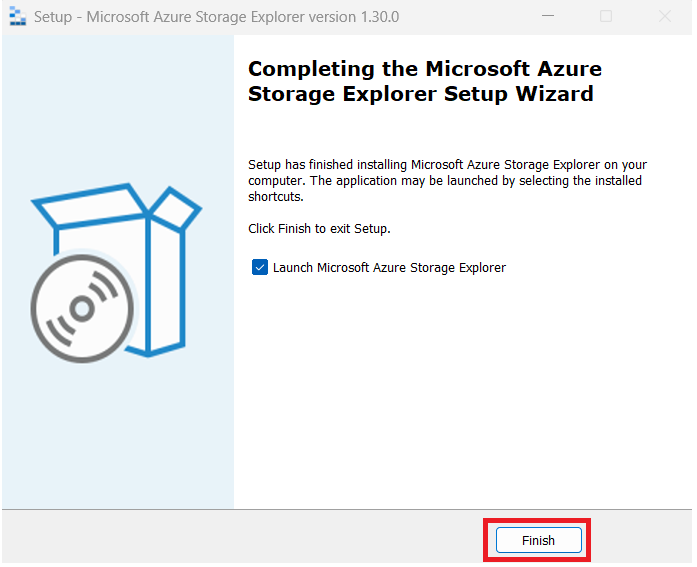 Setup - Microsoft Azure Storage Explorer version 1.30.0
Completing the Microsoft Azure
Storage Explorer Setup Wizard
Setup has finished installing Microsoft Azure Storage Explorer on your
computer. The application may be launched by selecting the installed
shortcuts.
Click Finish to exit Setup.
Launch Microsoft Azure Storage Explorer
Finish